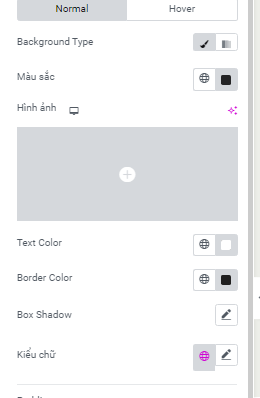 Normal Hover
Background Type
Màu sắc
Hình ảnh
Text Color
Border Color
Box Shadow
Kiểu chữ